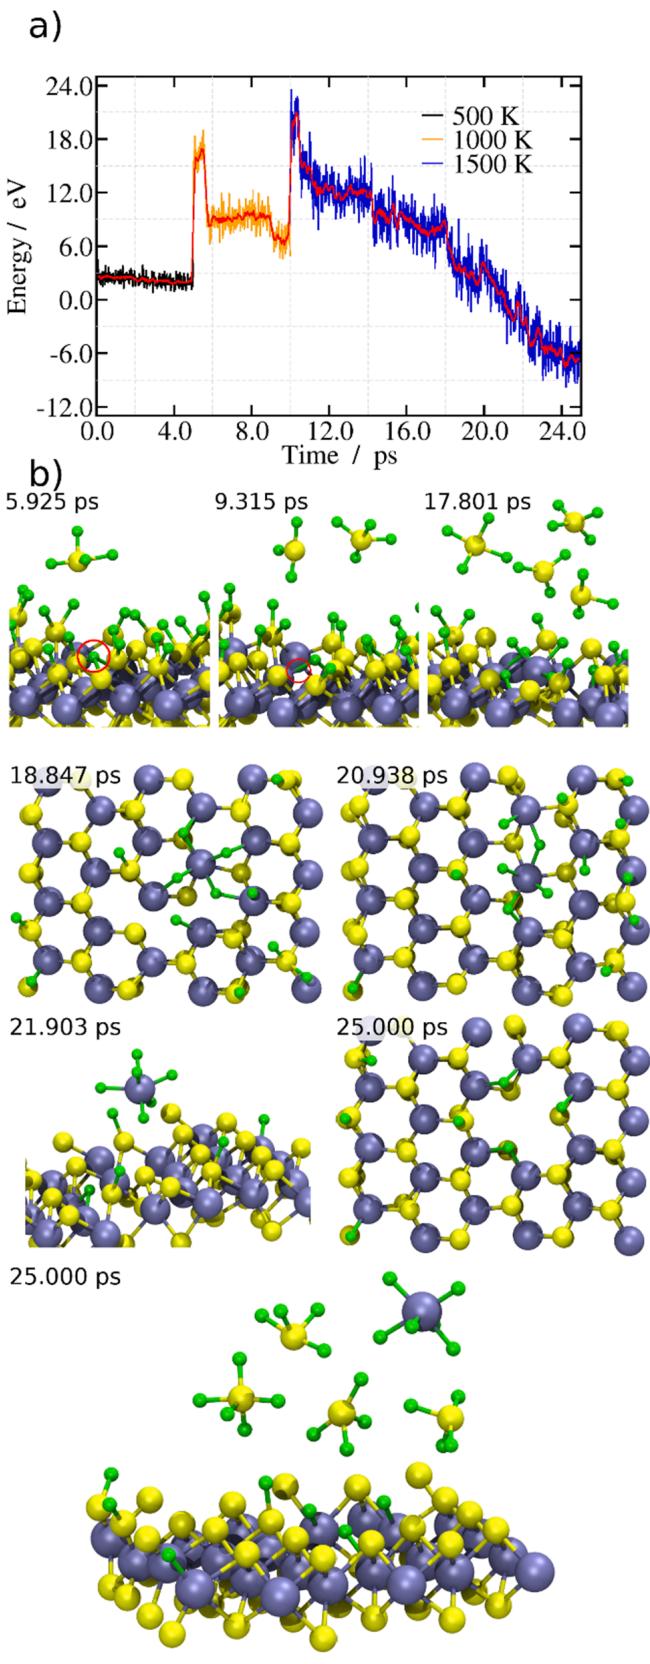 a)
24.0
18.0
12.0
6.0
0.0
-6.0
-12.0
Energy / eV
500 K
1000 K
1500 K
0.0 4.0 8.0 12.0 16.0 20.0 24.0
Time / ps
b)
5.925 ps 9.315 ps 17.801 ps
18.847 ps 20.938 ps
21.903 ps 25.000 ps
25.000 ps